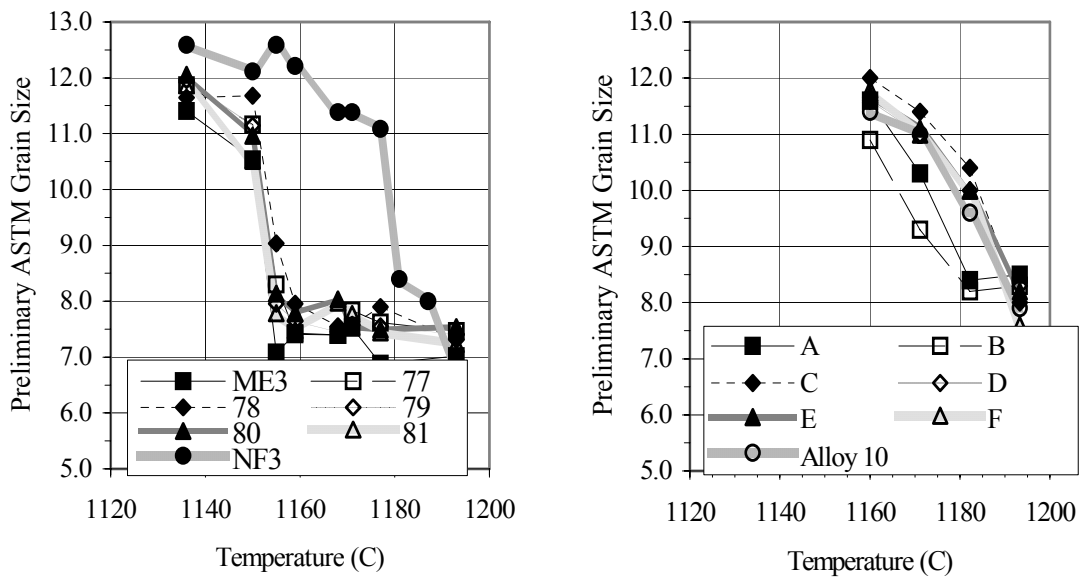 Preliminary ASTM Grain Size
13.0
12.0
11.0
10.0
9.0
8.0
7.0
6.0
5.0
ME3
77
78
79
80
81
NF3
1120 1140 1160 1180 1200
Temperature (C)
Preliminary ASTM Grain Size
13.0
12.0
11.0
10.0
9.0
8.0
7.0
6.0
5.0
A
B
C
D
E
F
Alloy 10
1120 1140 1160 1180 1200
Temperature (C)